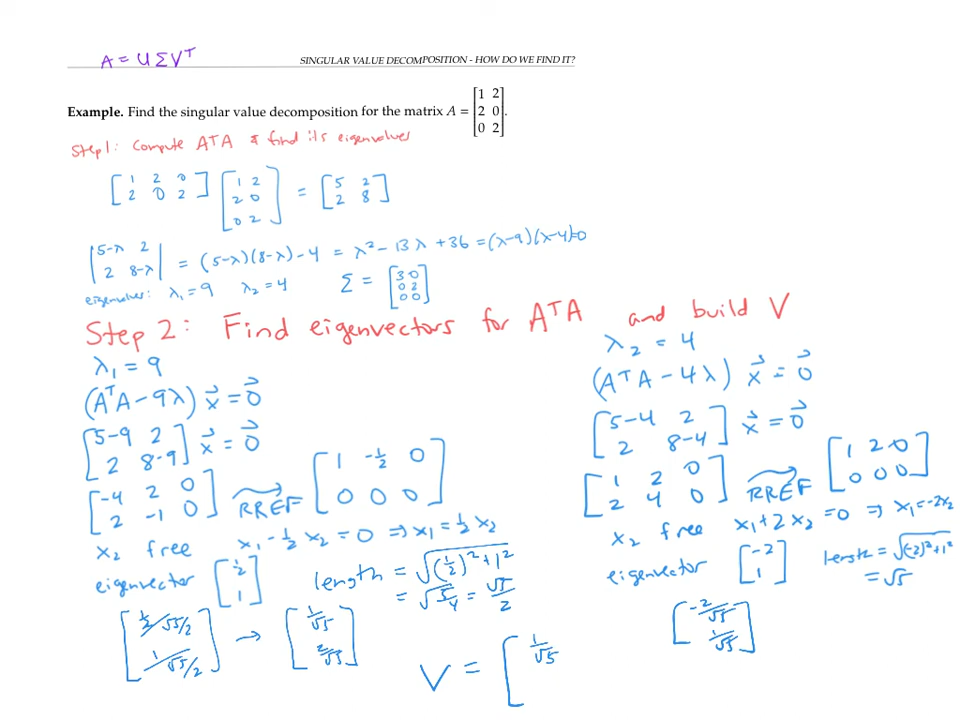 A = U Σ V^T
SINGULAR VALUE DECOMPOSITION - HOW DO WE FIND IT?
Example. Find the singular value decomposition for the matrix A = [1 2; 2 0; 0 2].
Step 1: Compute ATA & find its eigenvalues
[1 2 0; 2 0 2] [1 2; 2 0; 0 2] = [5 2; 2 8]
|5-λ 2; 2 8-λ| = (5-λ)(8-λ) - 4 = λ² - 13λ + 36 = (λ-9)(λ-4)=0
eigenvalues: λ₁ = 9 λ₂ = 4 Σ = [3 0; 0 2; 0 0]
Step 2: Find eigenvectors for A^TA and build V
λ₁ = 9
(A^TA - 9λ) x⃗ = 0⃗
[5-9 2; 2 8-9] x⃗ = 0⃗
[-4 2 0; 2 -1 0] RREF [1 -½ 0; 0 0 0]
x₂ free x₁ - ½ x₂ = 0 ⇒ x₁ = ½ x₂
eigenvector [½; 1] length = √((½)² + 1²)
= √(5/4) = √5/2
[½/√5/2; 1/√5/2] → [1/√5; 2/√5]
λ₂ = 4
(A^TA - 4λ) x⃗ = 0⃗
[5-4 2; 2 8-4] x⃗ = 0⃗
[1 2 0; 2 4 0] RREF [1 2 0; 0 0 0]
x₂ free x₁ + 2x₂ = 0 ⇒ x₁ = -2x₂
eigenvector [-2; 1] length = √((-2)² + 1²)
= √5
[-2/√5; 1/√5]
V = [1/√5